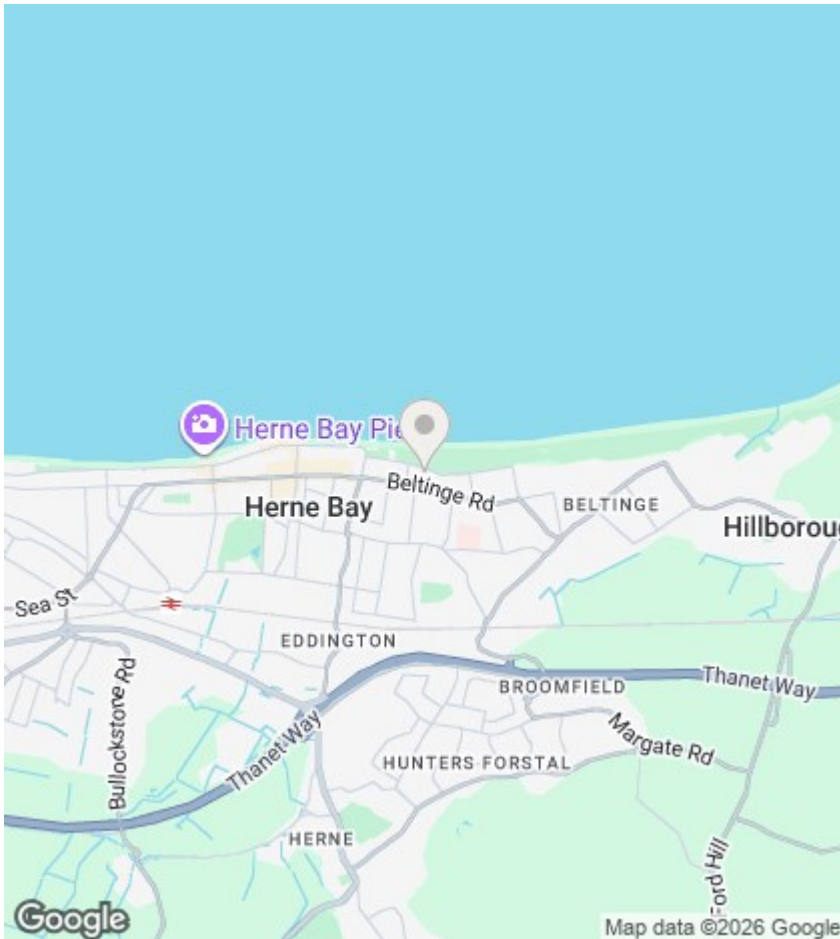 Herne Bay Pie
Beltinge Rd
BELTINGE
Herne Bay
Hillborou
Sea St
EDDINGTON
BROOMFIELD
Thanet Way
Bullockstone Rd
Thanet Way
Margate Rd
HUNTERS FORSTAL
HERNE
Ford Hill
Google
Map data ©2026 Google